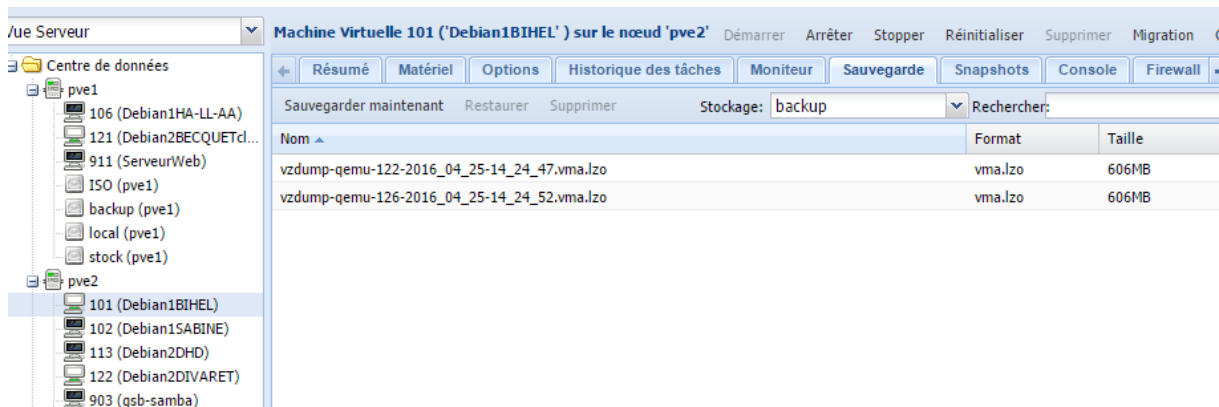 Vue Serveur
Machine Virtuelle 101 ('Debian1BIHEL' ) sur le nœud 'pve2' Démarrer Arrêter Stopper Réinitialiser Supprimer Migration
Centre de données
pve1
106 (Debian1HA-LL-AA)
121 (Debian2BECQUETcl...
911 (ServeurWeb)
ISO (pve1)
backup (pve1)
local (pve1)
stock (pve1)
pve2
101 (Debian1BIHEL)
102 (Debian1SABINE)
113 (Debian2DHD)
122 (Debian2DIVARET)
903 (gsb-samba)
Résumé Matériel Options Historique des tâches Moniteur Sauvegarde Snapshots Console Firewall
Sauvegarder maintenant Restaurer Supprimer Stockage: backup Rechercher:
Nom Format Taille
vzdump-qemu-122-2016_04_25-14_24_47.vma.lzo vma.lzo 606MB
vzdump-qemu-126-2016_04_25-14_24_52.vma.lzo vma.lzo 606MB